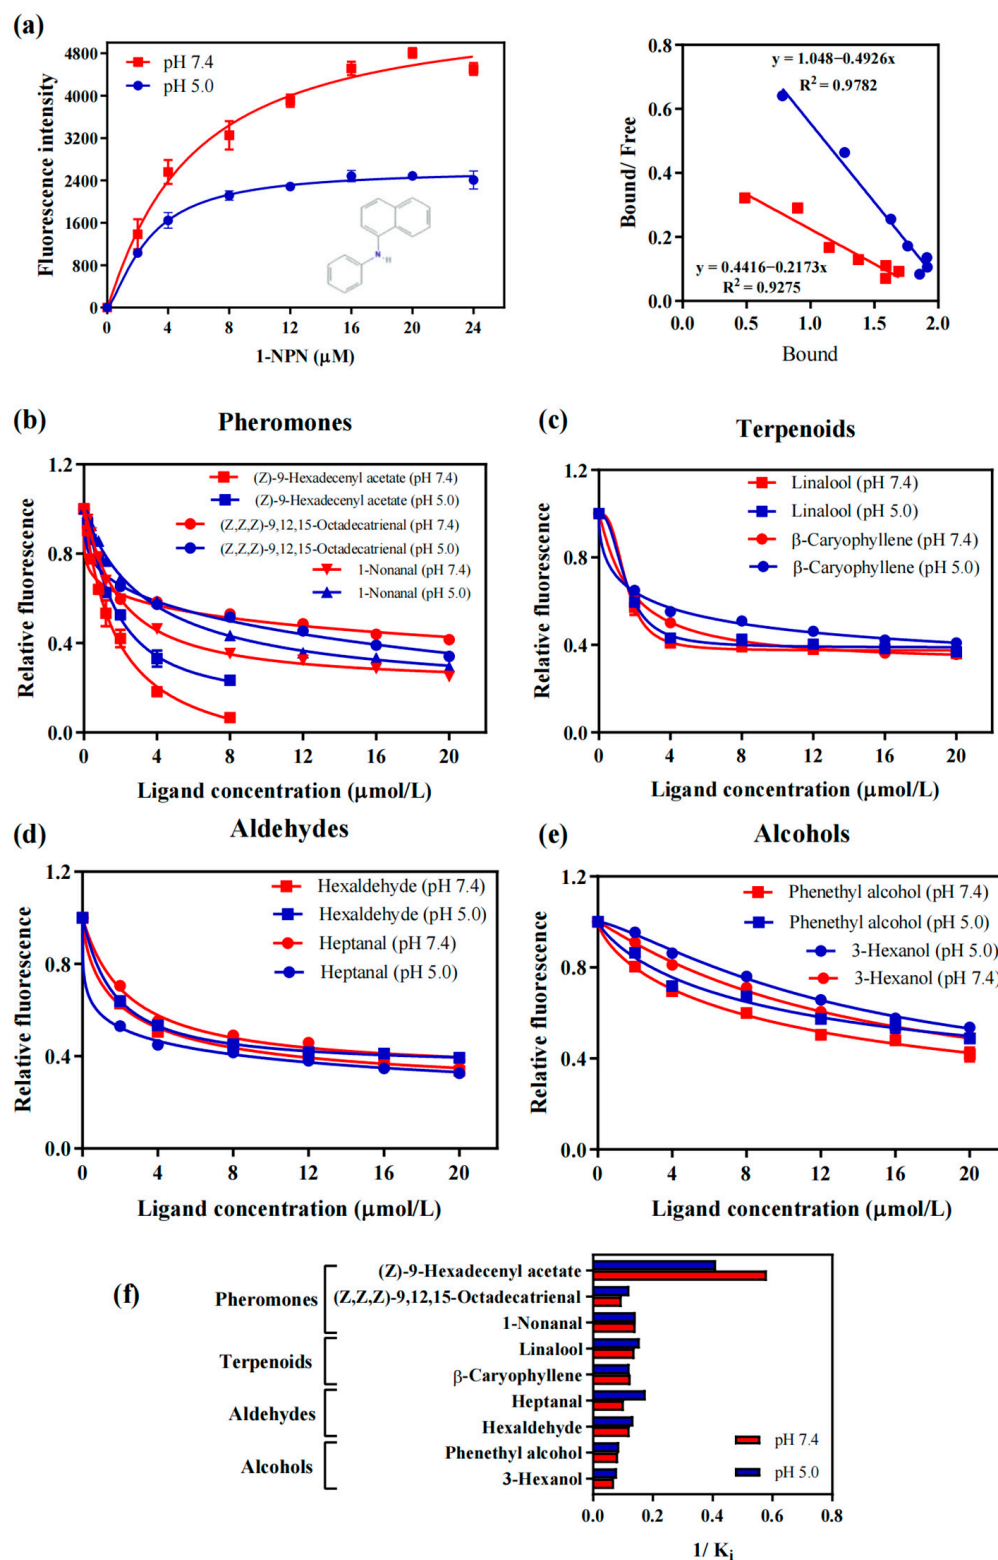 (a)
4800
4000
3200
2400
1600
800
0
Fluorescence intensity
pH 7.4
pH 5.0
N
H
0 4 8 12 16 20 24
1-NPN (μM)
0.8
0.6
0.4
0.2
0.0
Bound/ Free
y = 1.048−0.4926x
R² = 0.9782
y = 0.4416−0.2173x
R² = 0.9275
0.0 0.5 1.0 1.5 2.0
Bound
(b)
Pheromones
1.2
0.8
0.4
0.0
Relative fluorescence
(Z)-9-Hexadecenyl acetate (pH 7.4)
(Z)-9-Hexadecenyl acetate (pH 5.0)
(Z,Z,Z)-9,12,15-Octadecatrienal (pH 7.4)
(Z,Z,Z)-9,12,15-Octadecatrienal (pH 5.0)
1-Nonanal (pH 7.4)
1-Nonanal (pH 5.0)
0 4 8 12 16 20
Ligand concentration (μmol/L)
(c)
Terpenoids
1.2
0.8
0.4
0.0
Relative fluorescence
Linalool (pH 7.4)
Linalool (pH 5.0)
β-Caryophyllene (pH 7.4)
β-Caryophyllene (pH 5.0)
0 4 8 12 16 20
Ligand concentration (μmol/L)
(d)
Aldehydes
1.2
0.8
0.4
0.0
Relative fluorescence
Hexaldehyde (pH 7.4)
Hexaldehyde (pH 5.0)
Heptanal (pH 7.4)
Heptanal (pH 5.0)
0 4 8 12 16 20
Ligand concentration (μmol/L)
(e)
Alcohols
1.2
0.8
0.4
0.0
Relative fluorescence
Phenethyl alcohol (pH 7.4)
Phenethyl alcohol (pH 5.0)
3-Hexanol (pH 5.0)
3-Hexanol (pH 7.4)
0 4 8 12 16 20
Ligand concentration (μmol/L)
(f)
Pheromones
Terpenoids
Aldehydes
Alcohols
(Z)-9-Hexadecenyl acetate
(Z,Z,Z)-9,12,15-Octadecatrienal
1-Nonanal
Linalool
β-Caryophyllene
Heptanal
Hexaldehyde
Phenethyl alcohol
3-Hexanol
pH 7.4
pH 5.0
0.0 0.2 0.4 0.6 0.8
1/ Ki